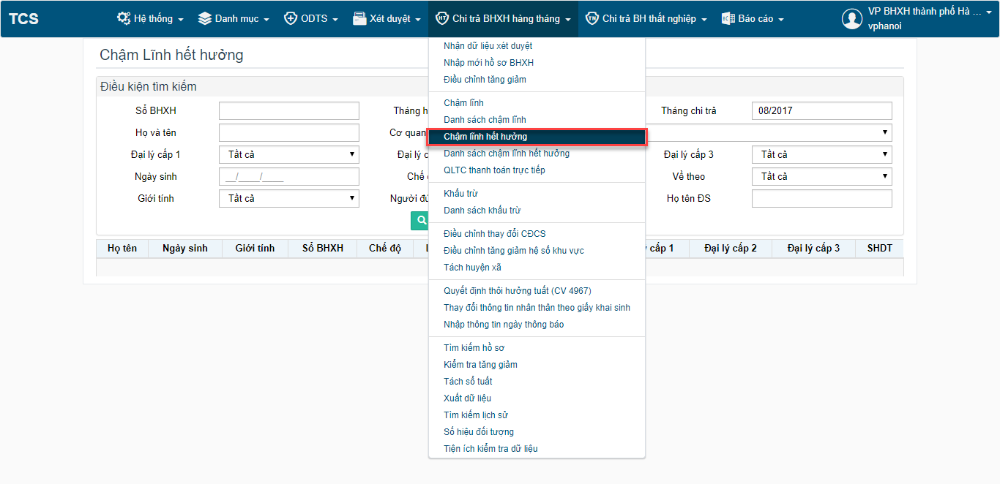 TCS Hệ thống Danh mục ODTS Xét duyệt HT Chi trả BHXH hàng tháng TN Chi trả BH thất nghiệp BC Báo cáo VP BHXH thành phố Hà ...
vphanoi
Chậm Lĩnh hết hưởng
Điều kiện tìm kiếm
Số BHXH Tháng h Tháng chi trả 08/2017
Họ và tên Cơ quan
Đại lý cấp 1 Tất cả Đại lý c Đại lý cấp 3 Tất cả
Ngày sinh __/____/____ Chế Về theo Tất cả
Giới tính Tất cả Người đú Họ tên ĐS
Họ tên Ngày sinh Giới tính Số BHXH Chế độ cấp 1 Đại lý cấp 2 Đại lý cấp 3 SHDT
Nhận dữ liệu xét duyệt
Nhập mới hồ sơ BHXH
Điều chỉnh tăng giảm
Chậm lĩnh
Danh sách chậm lĩnh
Chậm lĩnh hết hưởng
Danh sách chậm lĩnh hết hưởng
QLTC thanh toán trực tiếp
Khấu trừ
Danh sách khấu trừ
Điều chỉnh thay đổi CĐCS
Điều chỉnh tăng giảm hệ số khu vực
Tách huyện xã
Quyết định thôi hưởng tuất (CV 4967)
Thay đổi thông tin nhân thân theo giấy khai sinh
Nhập thông tin ngày thông báo
Tìm kiếm hồ sơ
Kiểm tra tăng giảm
Tách sổ tuất
Xuất dữ liệu
Tìm kiếm lịch sử
Số hiệu đối tượng
Tiện ích kiểm tra dữ liệu